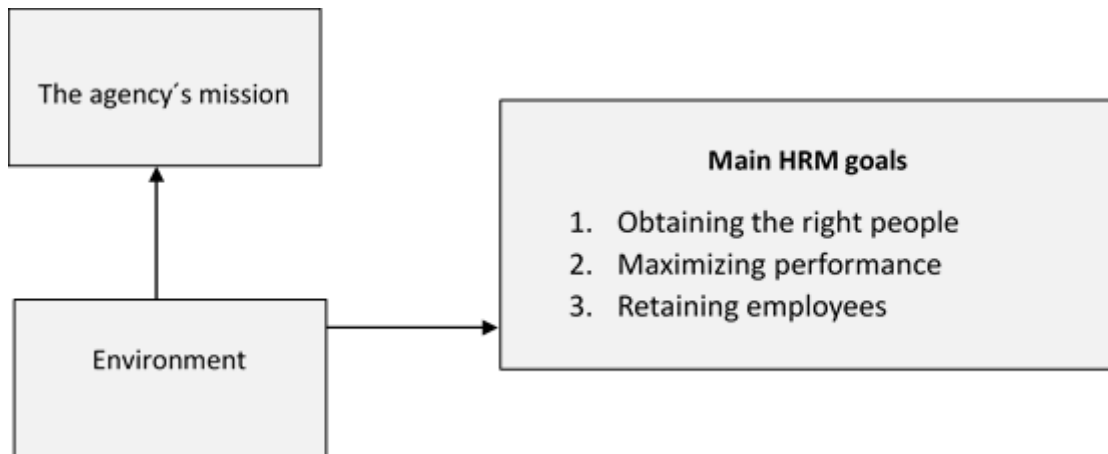 The agency´s mission
Main HRM goals
1. Obtaining the right people
2. Maximizing performance
3. Retaining employees
Environment